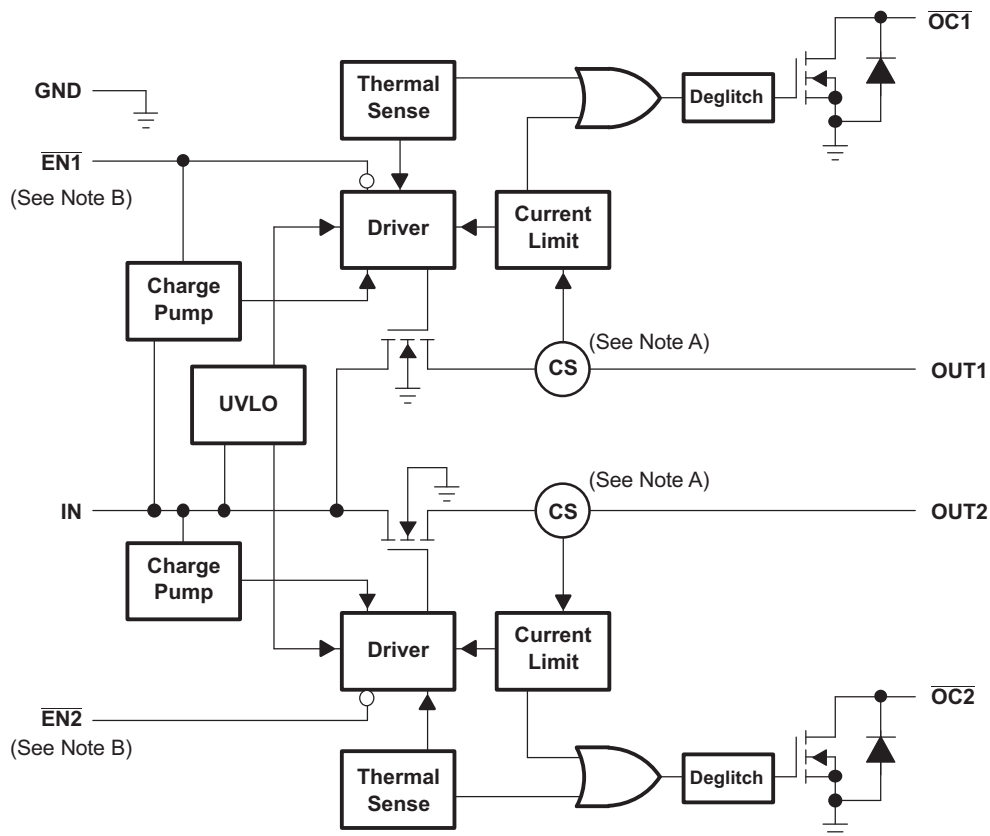 OC1
Thermal
Sense
GND
Deglitch
EN1
(See Note B)
Driver
Current
Limit
Charge
Pump
(See Note A)
CS
OUT1
UVLO
(See Note A)
IN
CS
OUT2
Charge
Pump
Driver
Current
Limit
OC2
EN2
(See Note B)
Thermal
Sense
Deglitch